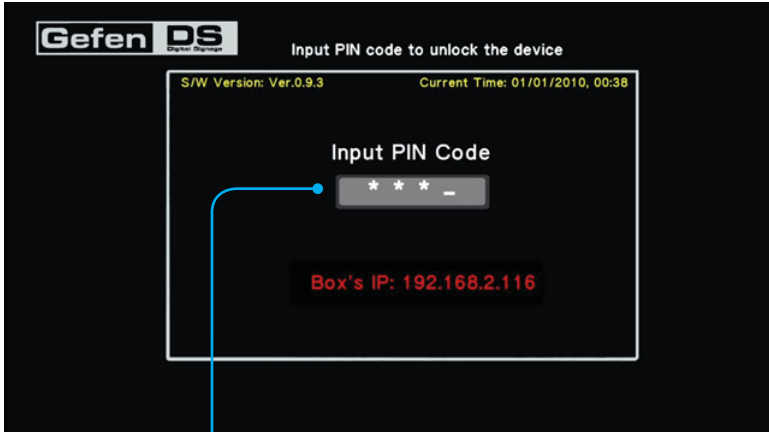 Gefen DS
Digital Signage
Input PIN code to unlock the device
S/W Version: Ver.0.9.3 Current Time: 01/01/2010, 00:38
Input PIN Code
* * * _
Box's IP: 192.168.2.116